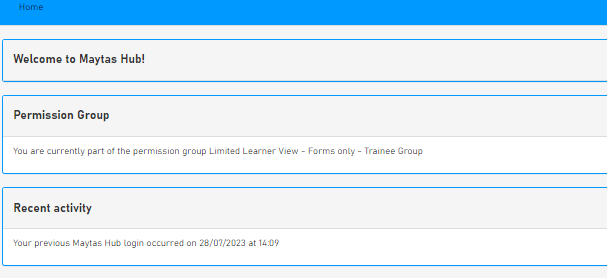 Home
Welcome to Maytas Hub!
Permission Group
You are currently part of the permission group Limited Learner View - Forms only - Trainee Group
Recent activity
Your previous Maytas Hub login occurred on 28/07/2023 at 14:09